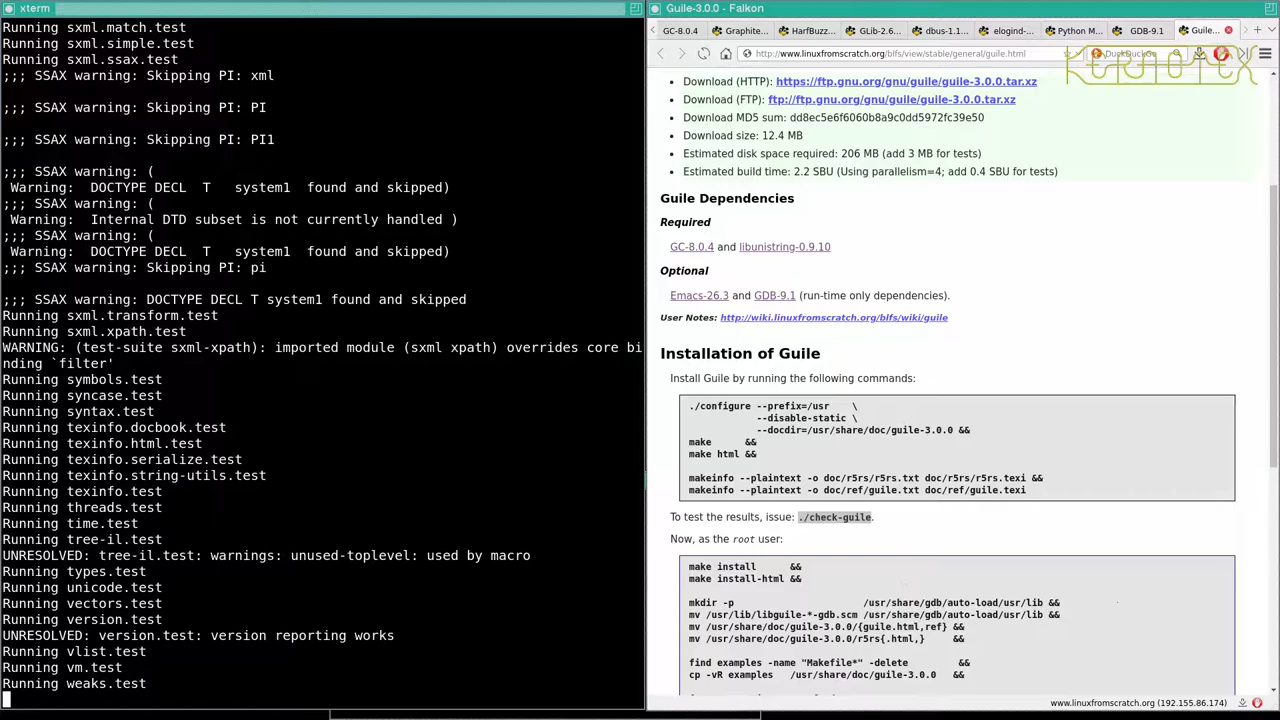 xterm
Running sxml.match.test
Running sxml.simple.test
Running sxml.ssax.test
;;; SSAX warning: Skipping PI: xml
;;; SSAX warning: Skipping PI: PI
;;; SSAX warning: Skipping PI: PI1
;;; SSAX warning: (
Warning:  DOCTYPE DECL  T   system1  found and skipped)
;;; SSAX warning: (
Warning:  Internal DTD subset is not currently handled )
;;; SSAX warning: (
Warning:  DOCTYPE DECL  T   system1  found and skipped)
;;; SSAX warning: Skipping PI: pi
;;; SSAX warning: DOCTYPE DECL T system1 found and skipped
Running sxml.transform.test
Running sxml.xpath.test
WARNING: (test-suite sxml-xpath): imported module (sxml xpath) overrides core bi
nding `filter'
Running symbols.test
Running syncase.test
Running syntax.test
Running texinfo.docbook.test
Running texinfo.html.test
Running texinfo.serialize.test
Running texinfo.string-utils.test
Running texinfo.test
Running threads.test
Running time.test
Running tree-il.test
UNRESOLVED: tree-il.test: warnings: unused-toplevel: used by macro
Running types.test
Running unicode.test
Running vectors.test
Running version.test
UNRESOLVED: version.test: version reporting works
Running vlist.test
Running vm.test
Running weaks.test
Guile-3.0.0 - Falkon
GC-8.0.4 Graphite... HarfBuzz... GLib-2.6... dbus-1.1... elogind-... Python M... GDB-9.1 Guile...
http://www.linuxfromscratch.org/blfs/view/stable/general/guile.html DuckDuckGo
KERNOTEX
Download (HTTP): https://ftp.gnu.org/gnu/guile/guile-3.0.0.tar.xz
Download (FTP): ftp://ftp.gnu.org/gnu/guile/guile-3.0.0.tar.xz
Download MD5 sum: dd8ec5e6f6060b8a9c0dd5972fc39e50
Download size: 12.4 MB
Estimated disk space required: 206 MB (add 3 MB for tests)
Estimated build time: 2.2 SBU (Using parallelism=4; add 0.4 SBU for tests)
Guile Dependencies
Required
GC-8.0.4 and libunistring-0.9.10
Optional
Emacs-26.3 and GDB-9.1 (run-time only dependencies).
User Notes: http://wiki.linuxfromscratch.org/blfs/wiki/guile
Installation of Guile
Install Guile by running the following commands:
./configure --prefix=/usr    \
--disable-static \
--docdir=/usr/share/doc/guile-3.0.0 &&
make      &&
make html &&
makeinfo --plaintext -o doc/r5rs/r5rs.txt doc/r5rs/r5rs.texi &&
makeinfo --plaintext -o doc/ref/guile.txt doc/ref/guile.texi
To test the results, issue: ./check-guile.
Now, as the root user:
make install      &&
make install-html &&
mkdir -p                       /usr/share/gdb/auto-load/usr/lib &&
mv /usr/lib/libguile-*-gdb.scm /usr/share/gdb/auto-load/usr/lib &&
mv /usr/share/doc/guile-3.0.0/{guile.html,ref} &&
mv /usr/share/doc/guile-3.0.0/r5rs{.html,}     &&
find examples -name "Makefile*" -delete         &&
cp -vR examples   /usr/share/doc/guile-3.0.0    &&
www.linuxfromscratch.org (192.155.86.174)